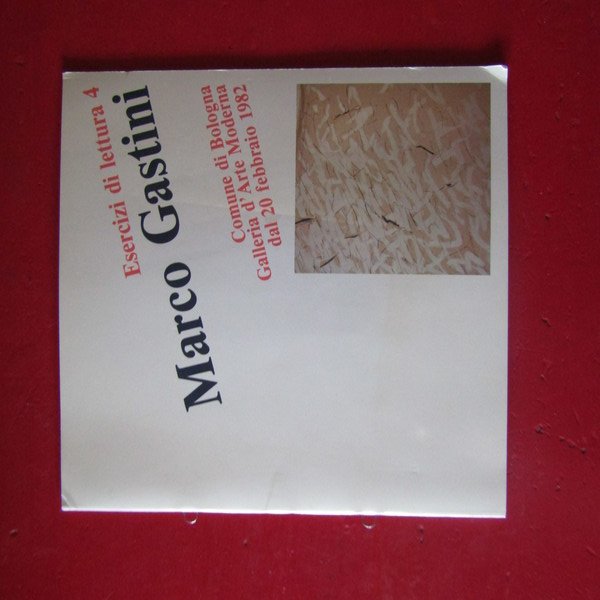 Esercizi di lettura 4
Marco Gastini
Comune di Bologna
Galleria d'Arte Moderna
dal 20 febbraio 1982